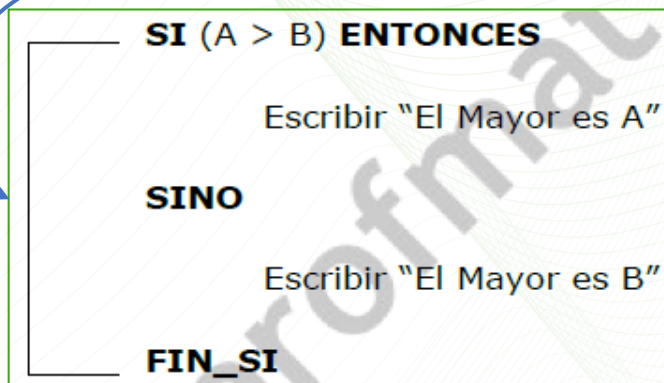 SI (A > B) ENTONCES
Escribir “El Mayor es A”
SINO
Escribir “El Mayor es B”
FIN_SI